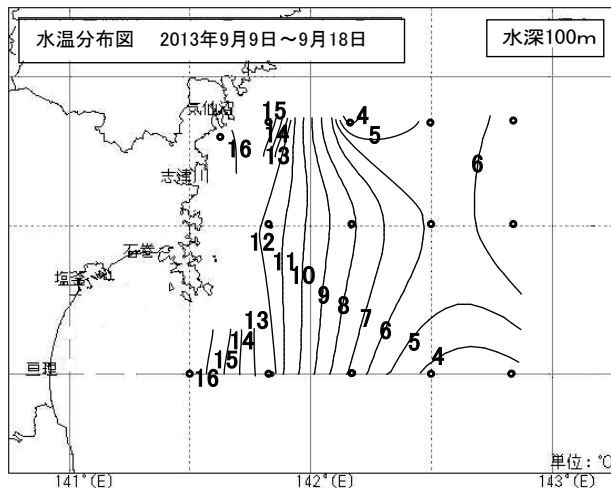 水温分布図 2013年9月9日～9月18日
水深100m
気仙沼
志津川
石巻
塩釜
亘理
15
14
13
16
4
5
6
12
11
10
9
8
7
6
5
4
13
14
15
16
単位：℃
141°(E)
142°(E)
143°(E)